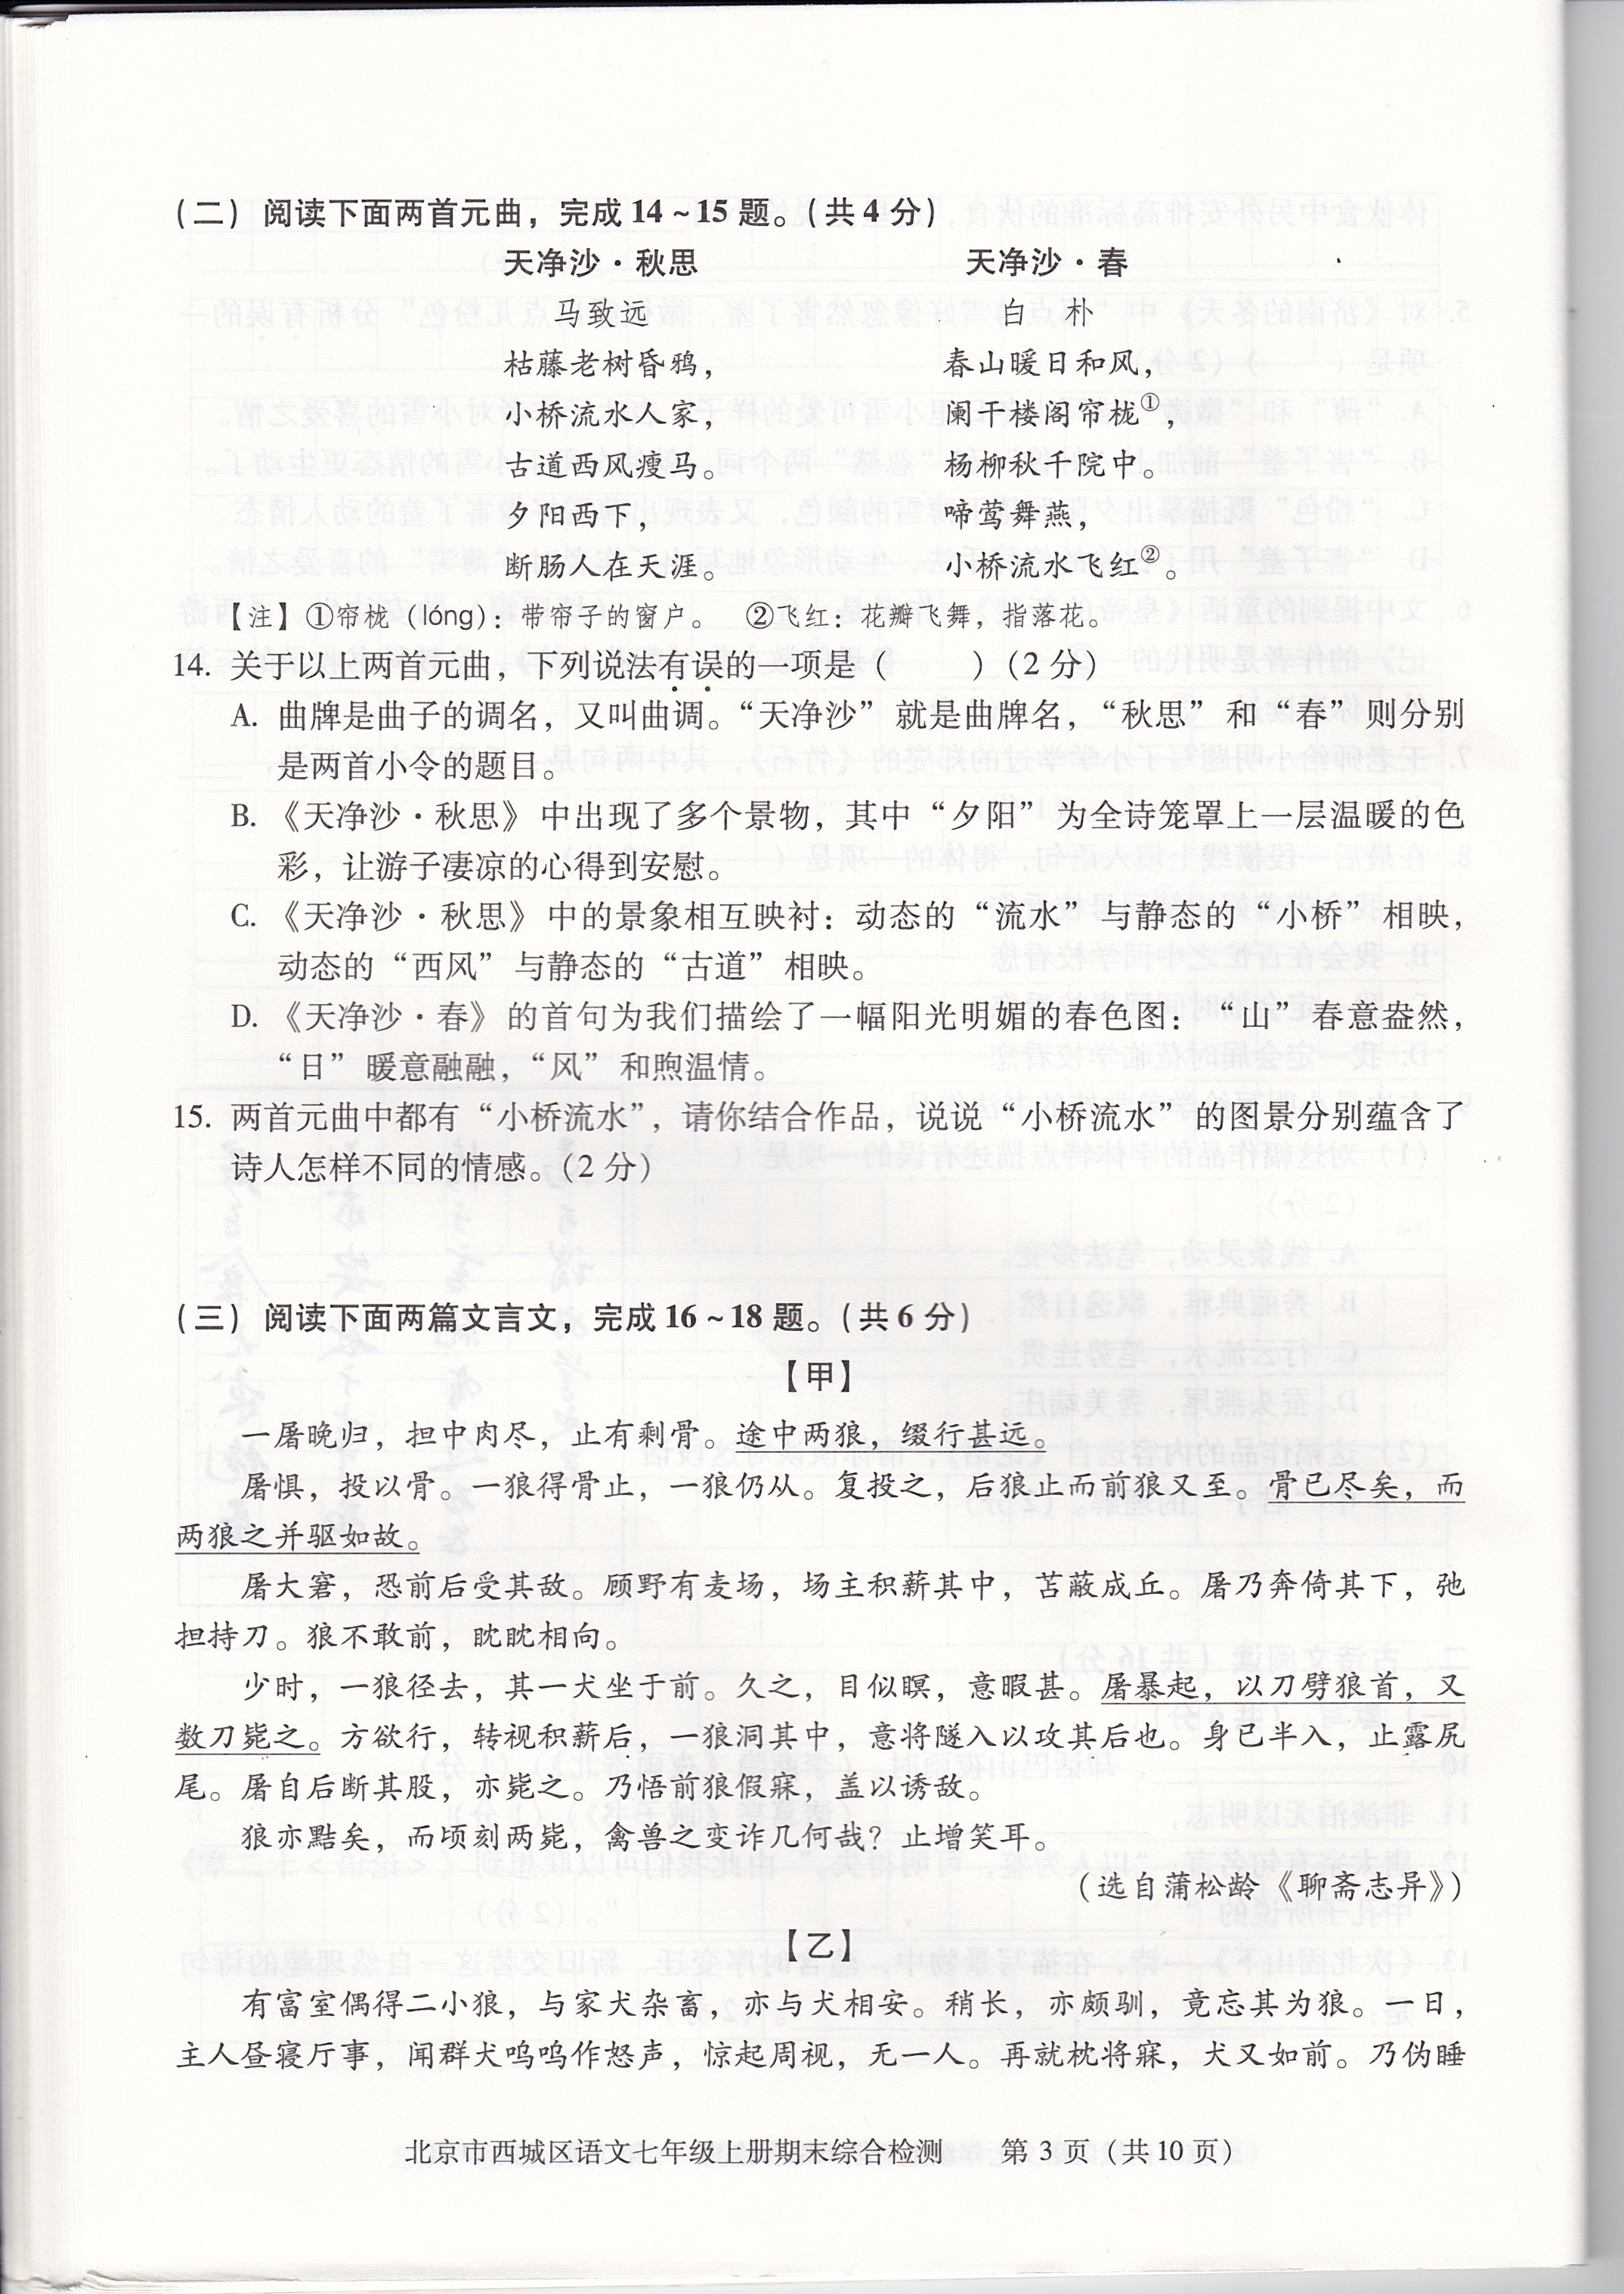 （二）阅读下面两首元曲，完成14～15题。（共4分）
天净沙·秋思
马致远
枯藤老树昏鸦，
小桥流水人家，
古道西风瘦马。
夕阳西下，
断肠人在天涯。
天净沙·春
白 朴
春山暖日和风，
阑干楼阁帘栊①，
杨柳秋千院中。
啼莺舞燕，
小桥流水飞红②。
【注】①帘栊（lóng）：带帘子的窗户。 ②飞红：花瓣飞舞，指落花。
14. 关于以上两首元曲，下列说法有误的一项是（ ）（2分）
A. 曲牌是曲子的调名，又叫曲调。“天净沙”就是曲牌名，“秋思”和“春”则分别
是两首小令的题目。
B. 《天净沙·秋思》中出现了多个景物，其中“夕阳”为全诗笼罩上一层温暖的色
彩，让游子凄凉的心得到安慰。
C. 《天净沙·秋思》中的景象相互映衬：动态的“流水”与静态的“小桥”相映，
动态的“西风”与静态的“古道”相映。
D. 《天净沙·春》的首句为我们描绘了一幅阳光明媚的春色图：“山”春意盎然，
“日”暖意融融，“风”和煦温情。
15. 两首元曲中都有“小桥流水”，请你结合作品，说说“小桥流水”的图景分别蕴含了
诗人怎样不同的情感。（2分）
（三）阅读下面两篇文言文，完成16～18题。（共6分）
【甲】
一屠晚归，担中肉尽，止有剩骨。途中两狼，缀行甚远。
屠惧，投以骨。一狼得骨止，一狼仍从。复投之，后狼止而前狼又至。骨已尽矣，而
两狼之并驱如故。
屠大窘，恐前后受其敌。顾野有麦场，场主积薪其中，苫蔽成丘。屠乃奔倚其下，弛
担持刀。狼不敢前，眈眈相向。
少时，一狼径去，其一犬坐于前。久之，目似瞑，意暇甚。屠暴起，以刀劈狼首，又
数刀毙之。方欲行，转视积薪后，一狼洞其中，意将隧入以攻其后也。身已半入，止露尻
尾。屠自后断其股，亦毙之。乃悟前狼假寐，盖以诱敌。
狼亦黠矣，而顷刻两毙，禽兽之变诈几何哉？止增笑耳。
（选自蒲松龄《聊斋志异》）
【乙】
有富室偶得二小狼，与家犬杂畜，亦与犬相安。稍长，亦颇驯，竟忘其为狼。一日，
主人昼寝厅事，闻群犬呜呜作怒声，惊起周视，无一人。再就枕将寐，犬又如前。乃伪睡
北京市西城区语文七年级上册期末综合检测 第 3 页（共 10 页）